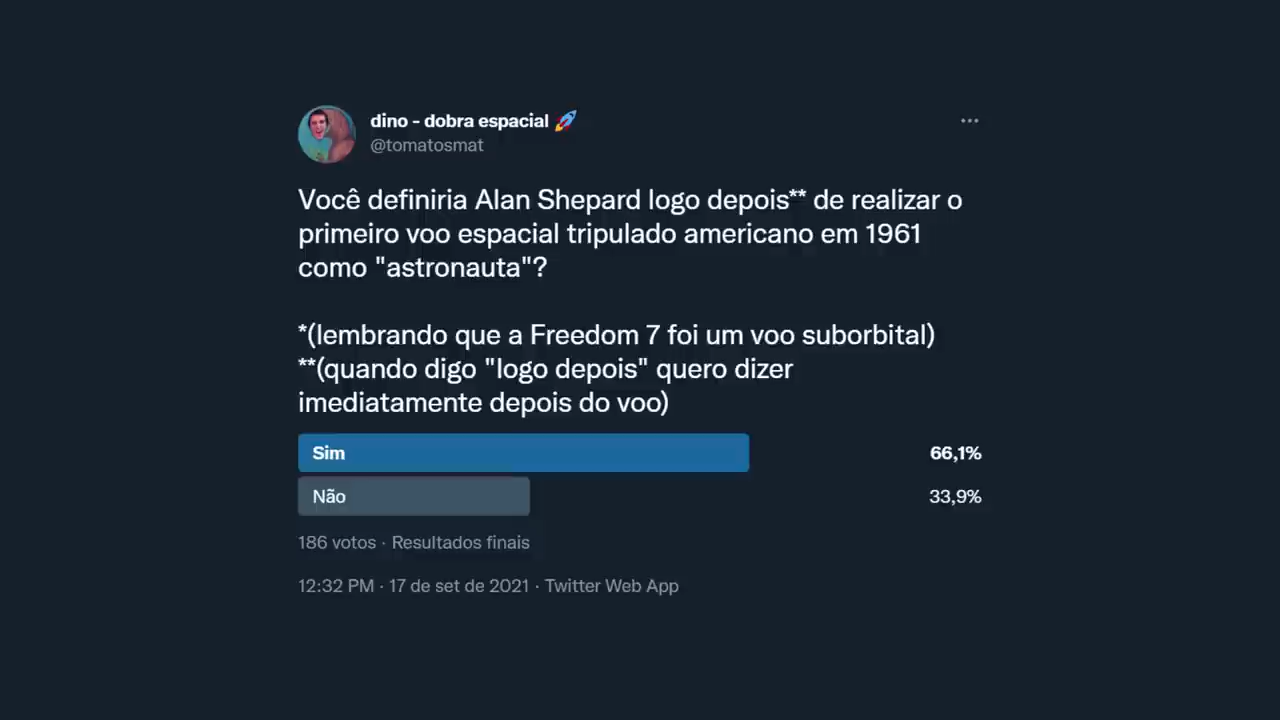 dino - dobra espacial 🚀
@tomatosmat
Você definiria Alan Shepard logo depois** de realizar o
primeiro voo espacial tripulado americano em 1961
como "astronauta"?
*(lembrando que a Freedom 7 foi um voo suborbital)
**(quando digo "logo depois" quero dizer
imediatamente depois do voo)
Sim 66,1%
Não 33,9%
186 votos · Resultados finais
12:32 PM · 17 de set de 2021 · Twitter Web App